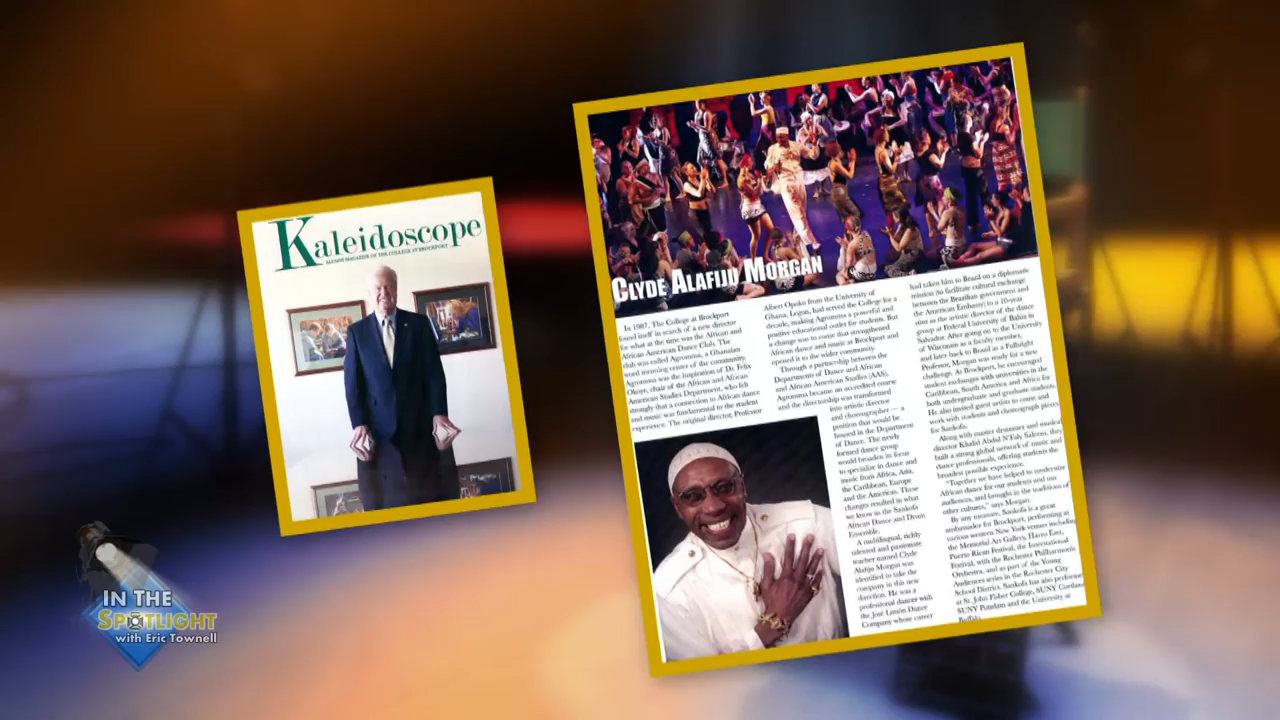 Kaleidoscope
ALUMNI MAGAZINE OF THE COLLEGE AT BROCKPORT
CLYDE ALAFIJU MORGAN
In 1987, The College at Brockport
found itself in search of a new director
for what at the time was the African and
African American Dance Club. The
club was called Agromma, a Ghanaian
word meaning center of the community.
Agromma was the inspiration of Dr. Felix
Okoye, chair of the African and African
American Studies Department, who felt
strongly that a connection to African dance
and music was fundamental to the student
experience. The original director, Professor
Albert Opoku from the University of
Ghana, Legon, had served the College for a
decade, making Agromma a powerful and
positive educational outlet for students. But
a change was to come that strengthened
African dance and music at Brockport and
opened it to the wider community.
Through a partnership between the
Departments of Dance and African
and African American Studies (AAS),
Agromma became an accredited course
and the directorship was transformed
into artistic director
and choreographer — a
position that would be
housed in the Department
of Dance. The newly
formed dance group
would broaden in focus
to specialize in dance and
music from Africa, Asia,
the Caribbean, Europe
and the Americas. These
changes resulted in what
we know as the Sankofa
African Dance and Drum
Ensemble.
A multilingual, richly
talented and passionate
teacher named Clyde
Alafiju Morgan was
identified to take the
company in this new
direction. He was a
professional dancer with
the José Limón Dance
Company whose career
had taken him to Brazil on a diplomatic
mission (to facilitate cultural exchange
between the Brazilian government and
the American Embassy) to a 10-year
stint as the artistic director of the dance
group at Federal University of Bahia in
Salvador. After going on to the University
of Wisconsin as a faculty member,
and later back to Brazil as a Fulbright
Professor, Morgan was ready for a new
challenge. At Brockport, he encouraged
student exchanges with universities in the
Caribbean, South America and Africa for
both undergraduate and graduate students.
He also invited guest artists to come and
work with students and choreograph pieces
for Sankofa.
Along with master drummer and musical
director Khalid Abdul N'Faly Saleem, they
built a strong global network of music and
dance professionals, offering students the
broadest possible experience.
"Together we have helped to modernize
African dance for our students and our
audiences, and brought in the traditions of
other cultures," says Morgan.
By any measure, Sankofa is a great
ambassador for Brockport, performing at
various western New York venues including
the Memorial Art Gallery, Harro East,
Puerto Rican Festival, the International
Festival, with the Rochester Philharmonic
Orchestra, and as part of the Young
Audiences series in the Rochester City
School District. Sankofa has also performed
at St. John Fisher College, SUNY Cortland
SUNY Potsdam and the University at
Buffalo.
IN THE
SPOTLIGHT
with Eric Townell